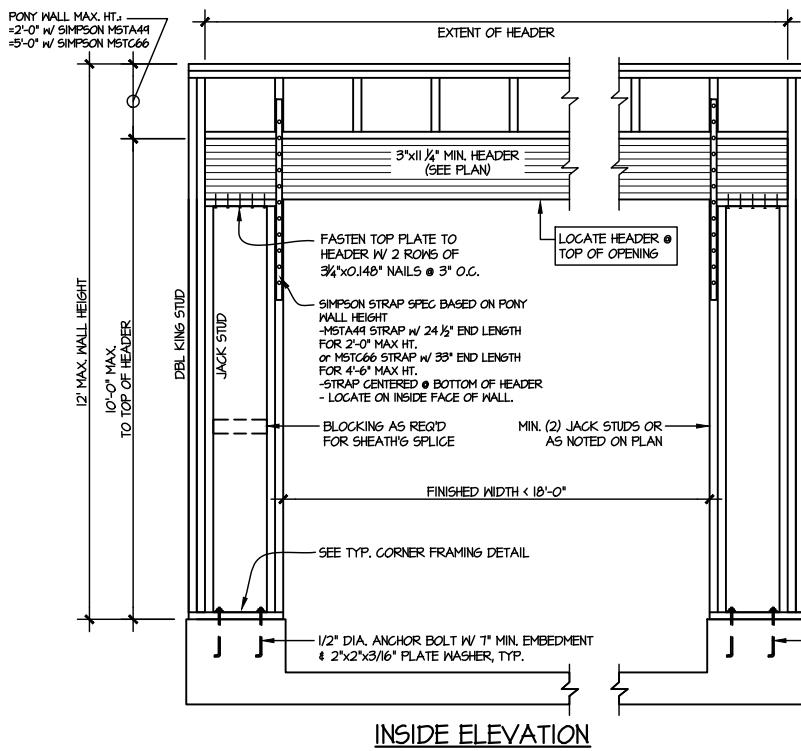 PONY WALL MAX. HT.:
=2'-0" W/ SIMPSON MSTA49
=5'-0" W/ SIMPSON MSTC66
EXTENT OF HEADER
3"x11 1/4" MIN. HEADER
(SEE PLAN)
FASTEN TOP PLATE TO
HEADER W/ 2 ROWS OF
3/4"x0.148" NAILS @ 3" O.C.
LOCATE HEADER @
TOP OF OPENING
SIMPSON STRAP SPEC BASED ON PONY
WALL HEIGHT
-MSTA49 STRAP W/ 24 1/2" END LENGTH
FOR 2'-0" MAX HT.
or MSTC66 STRAP W/ 33" END LENGTH
FOR 4'-6" MAX HT.
-STRAP CENTERED @ BOTTOM OF HEADER
- LOCATE ON INSIDE FACE OF WALL.
12' MAX. WALL HEIGHT
10'-0" MAX.
TO TOP OF HEADER
DBL KING STUD
JACK STUD
BLOCKING AS REQ'D
FOR SHEATH'G SPLICE
MIN. (2) JACK STUDS OR
AS NOTED ON PLAN
FINISHED WIDTH < 18'-0"
SEE TYP. CORNER FRAMING DETAIL
1/2" DIA. ANCHOR BOLT W/ 7" MIN. EMBEDMENT
& 2"x2"x3/16" PLATE WASHER, TYP.
INSIDE ELEVATION